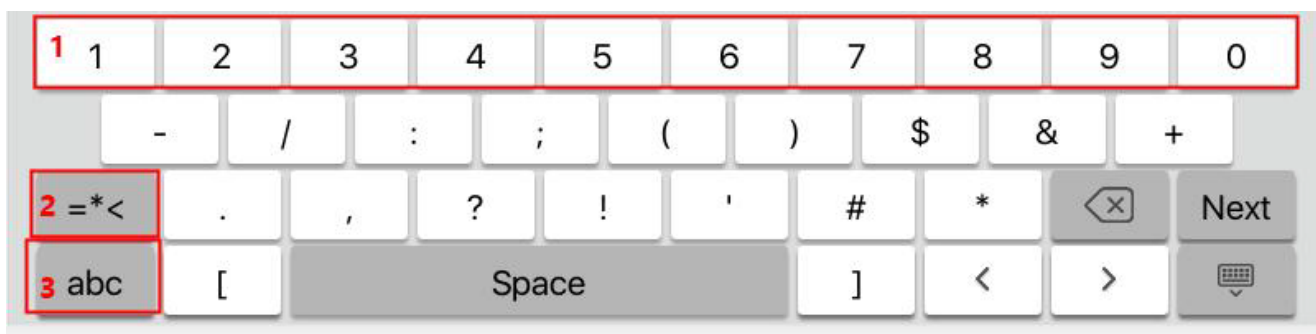 1 1 2 3 4 5 6 7 8 9 0
- / : ; ( ) $ & +
2 =*< . , ? ! ' # * Next
3 abc [ Space ] < >